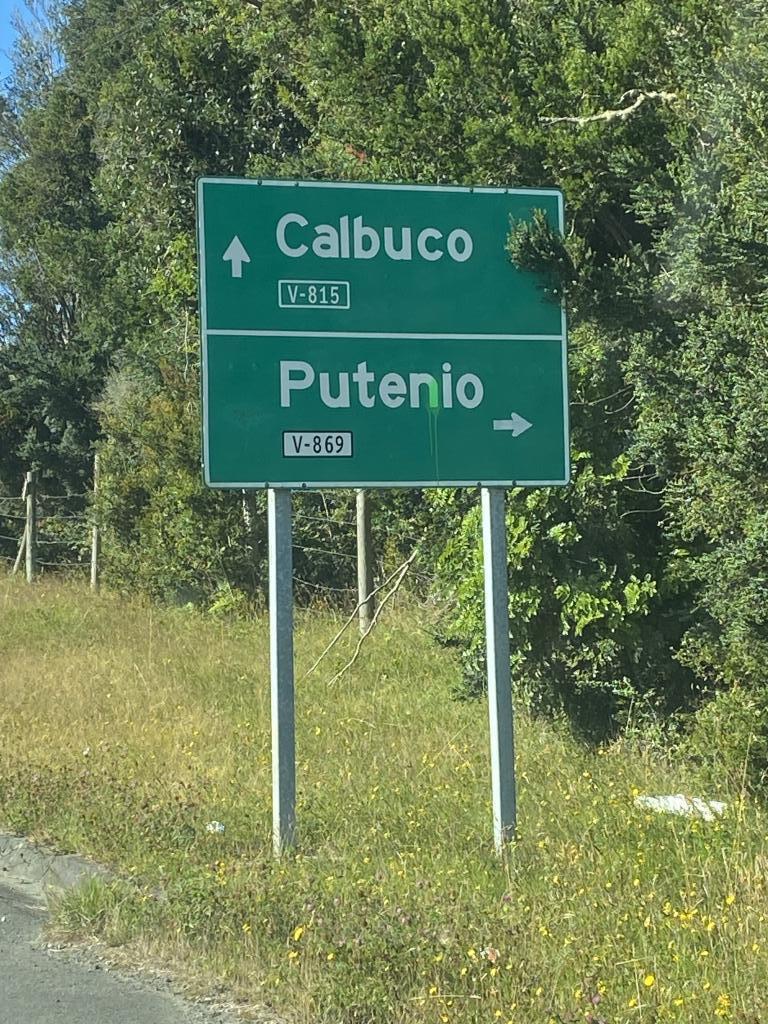 Calbuco
V-815
Putenio
V-869